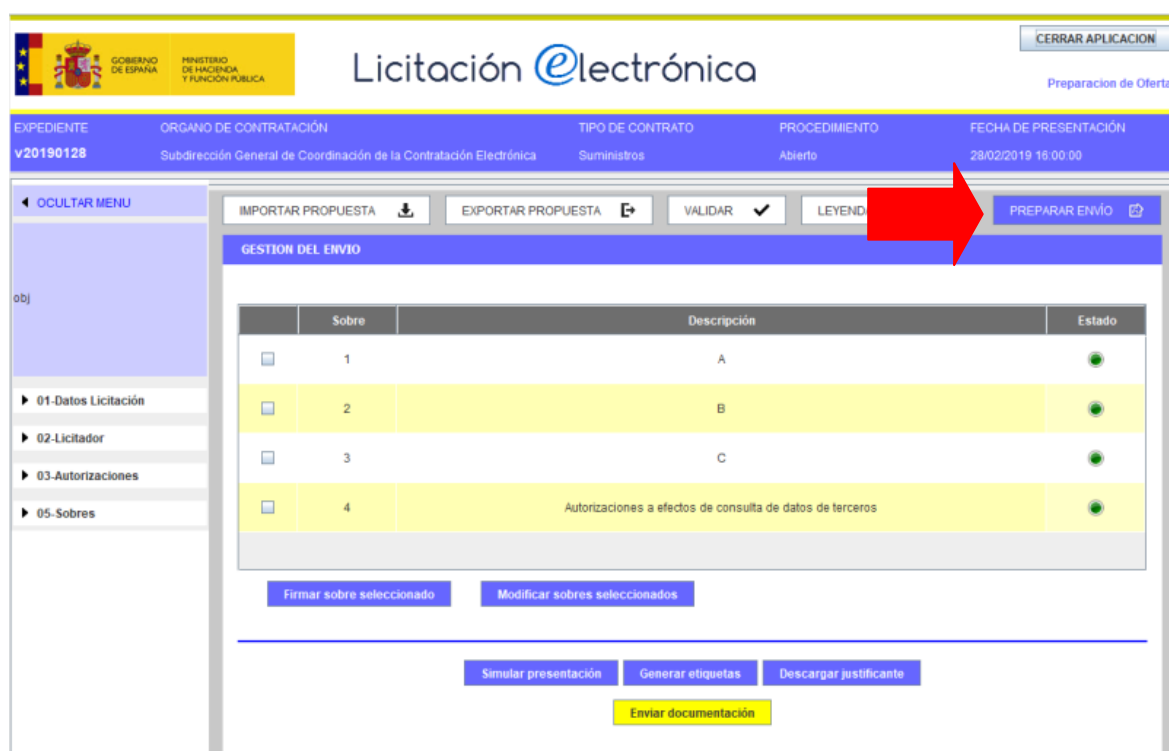 GOBIERNO DE ESPAÑA
MINISTERIO DE HACIENDA Y FUNCIÓN PÚBLICA
Licitación electrónica
CERRAR APLICACION
Preparacion de Oferta
EXPEDIENTE ORGANO DE CONTRATACIÓN TIPO DE CONTRATO PROCEDIMIENTO FECHA DE PRESENTACIÓN
v20190128 Subdirección General de Coordinación de la Contratación Electrónica Suministros Abierto 28/02/2019 16:00:00
OCULTAR MENU
IMPORTAR PROPUESTA EXPORTAR PROPUESTA VALIDAR LEYENDA PREPARAR ENVÍO
GESTION DEL ENVIO
obj
Sobre Descripción Estado
1 A
2 B
3 C
4 Autorizaciones a efectos de consulta de datos de terceros
01-Datos Licitación
02-Licitador
03-Autorizaciones
05-Sobres
Firmar sobre seleccionado Modificar sobres seleccionados
Simular presentación Generar etiquetas Descargar justificante
Enviar documentación